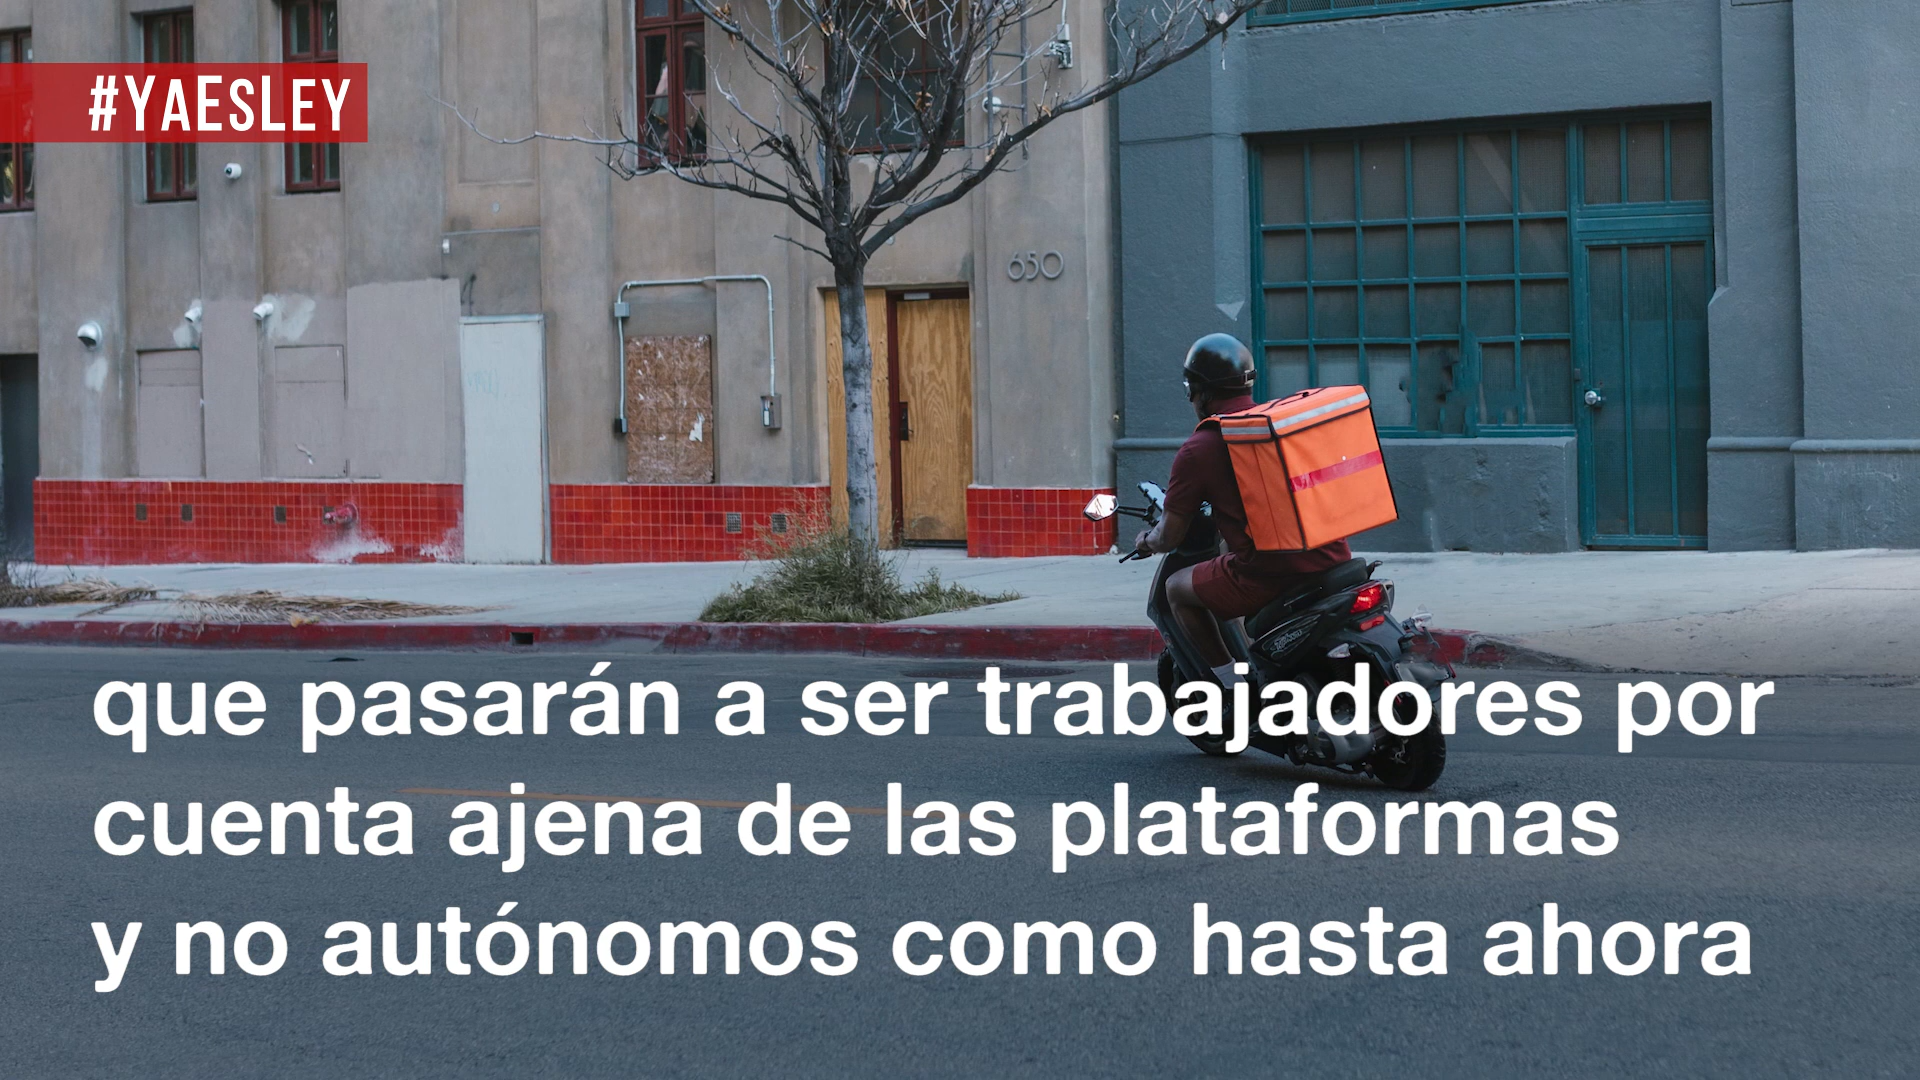 #YAESLEY
650
que pasarán a ser trabajadores por
cuenta ajena de las plataformas
y no autónomos como hasta ahora